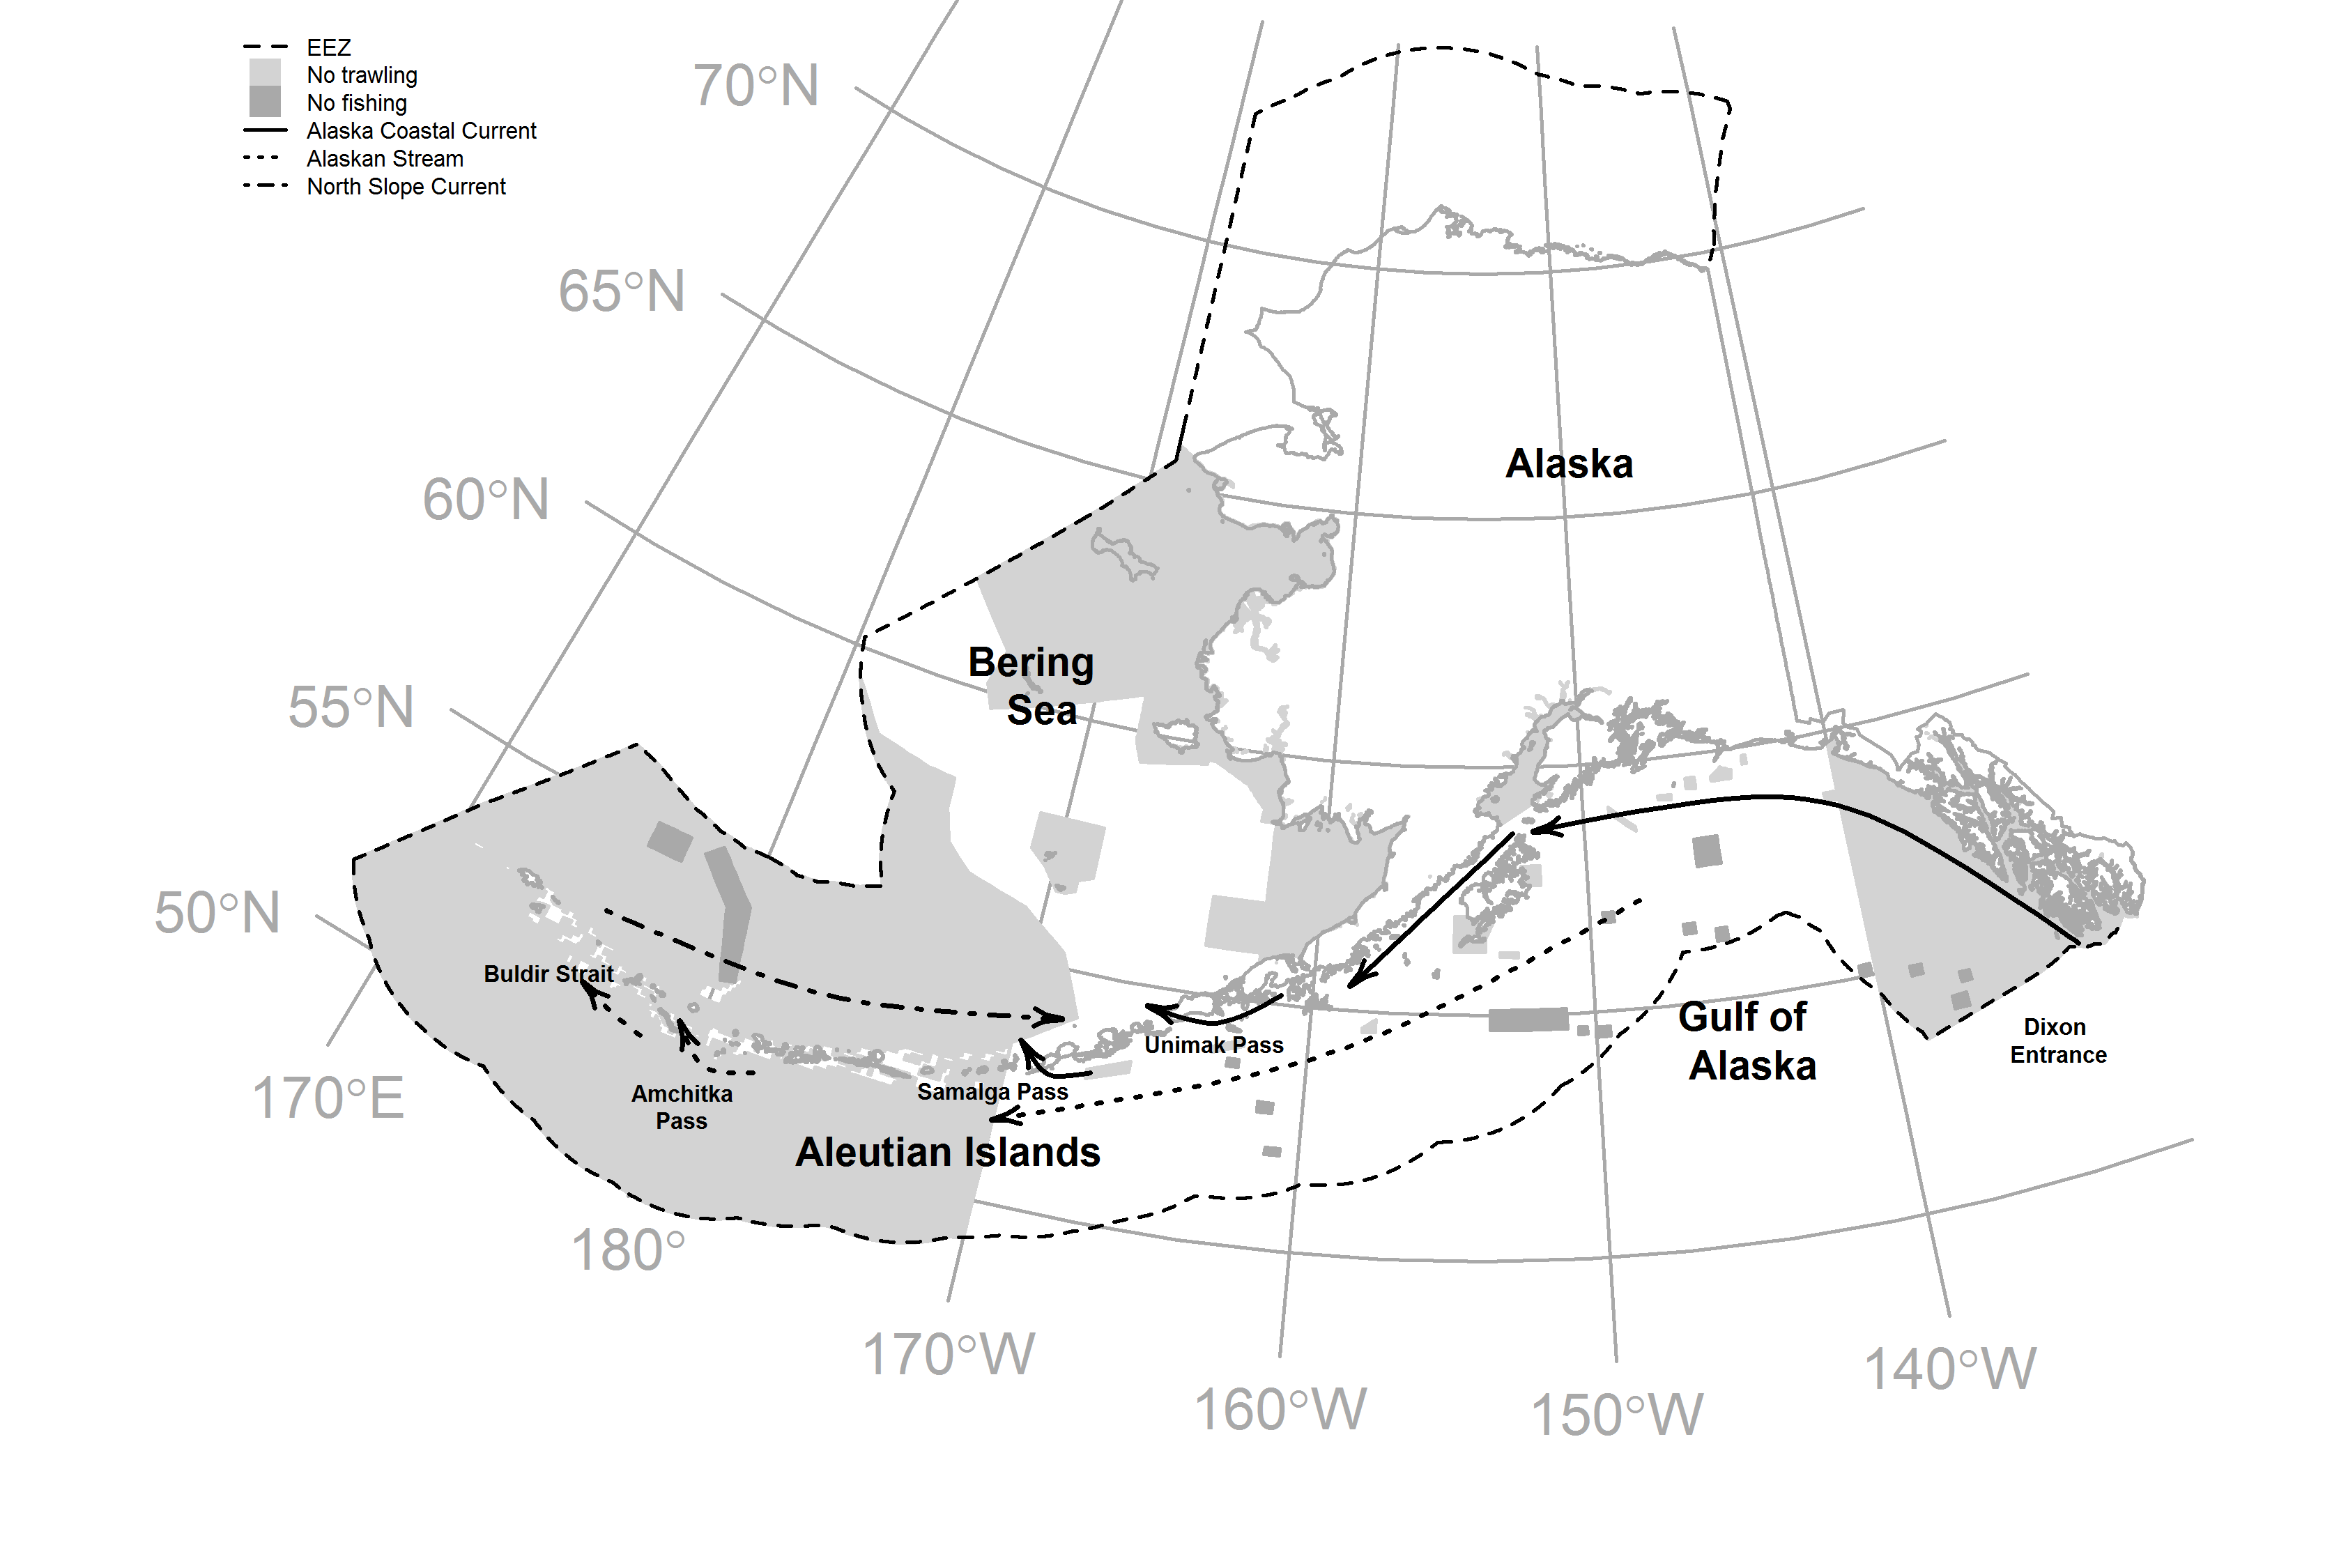 EEZ
No trawling
No fishing
Alaska Coastal Current
Alaskan Stream
North Slope Current
70°N
65°N
60°N
55°N
50°N
170°E
180°
170°W
160°W
150°W
140°W
Alaska
Bering
Sea
Buldir Strait
Amchitka
Pass
Samalga Pass
Unimak Pass
Aleutian Islands
Gulf of
Alaska
Dixon
Entrance